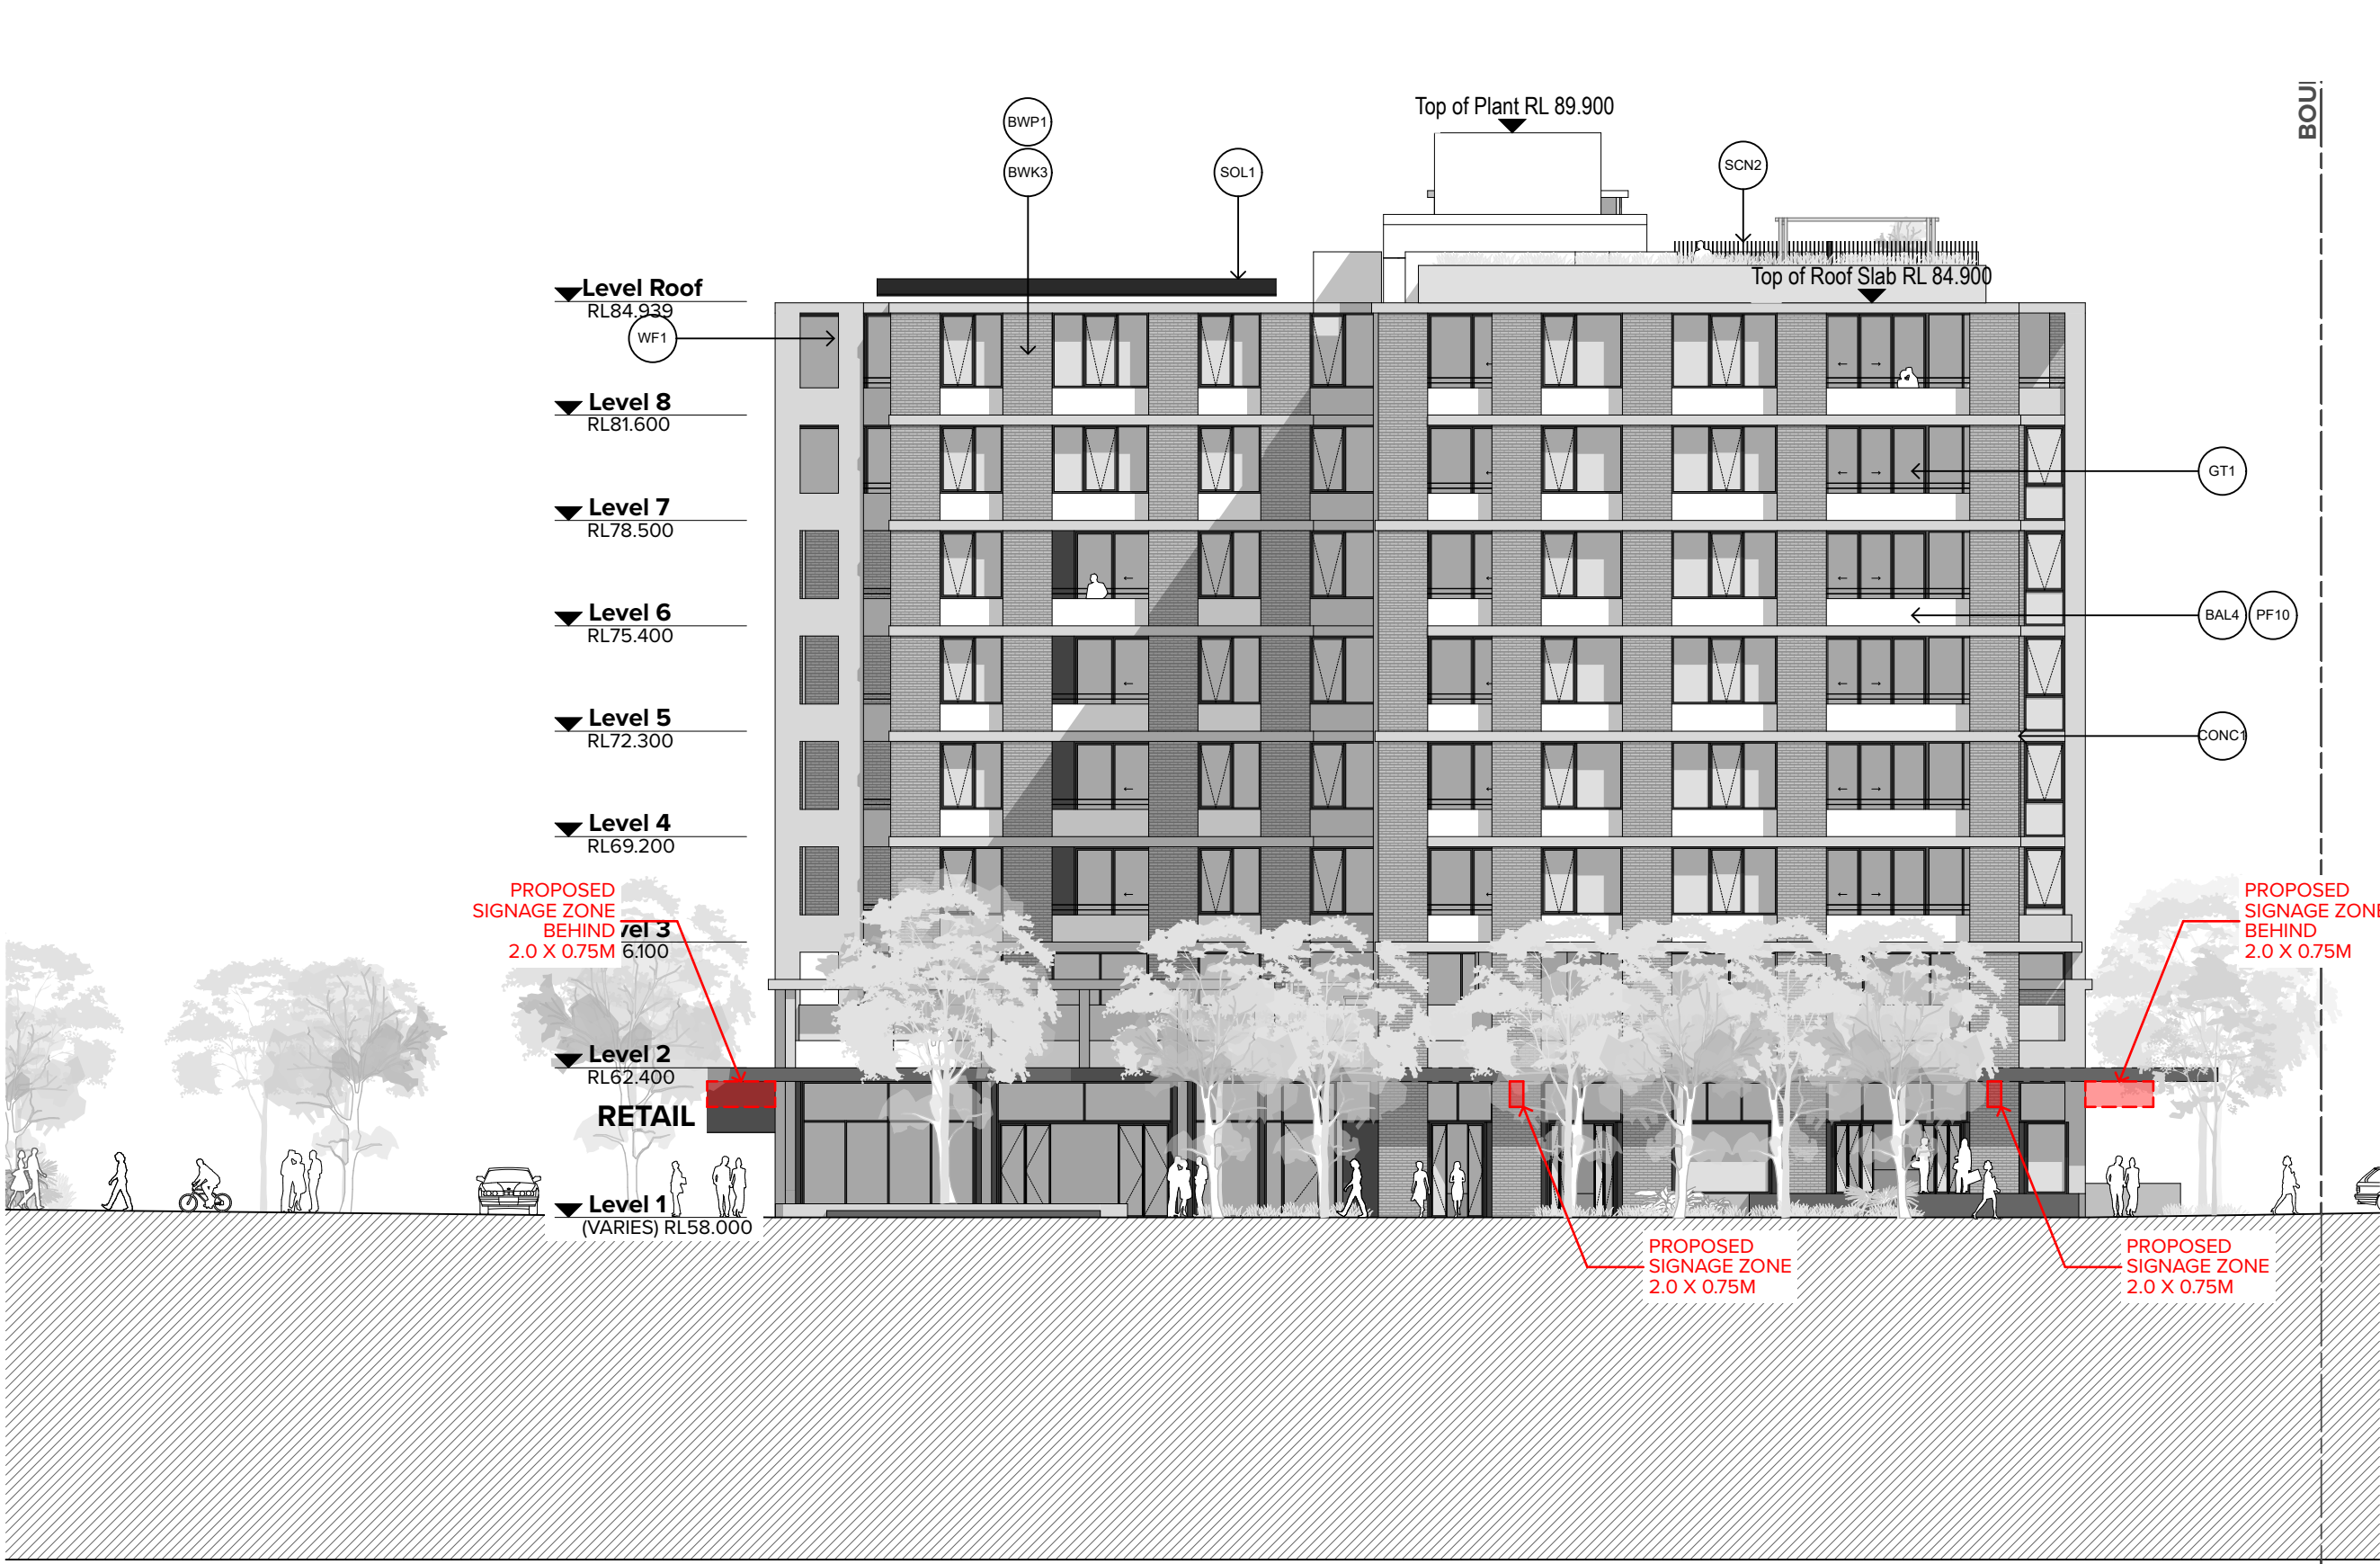 BOU
Top of Plant RL 89.900
BWP1
BWK3
SOL1
SCN2
Top of Roof Slab RL 84.900
Level Roof
RL84.939
WF1
Level 8
RL81.600
GT1
Level 7
RL78.500
Level 6
RL75.400
BAL4
PF10
Level 5
RL72.300
CONC1
Level 4
RL69.200
PROPOSED
SIGNAGE ZONE
BEHIND
2.0 X 0.75M
vel 3
6.100
PROPOSED
SIGNAGE ZONE
BEHIND
2.0 X 0.75M
Level 2
RL62.400
RETAIL
Level 1
(VARIES) RL58.000
PROPOSED
SIGNAGE ZONE
2.0 X 0.75M
PROPOSED
SIGNAGE ZONE
2.0 X 0.75M